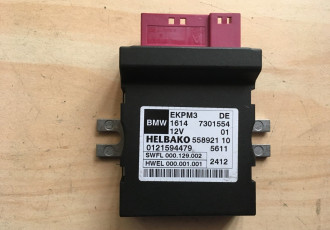 BMW
EKPM3 DE
1614 7301554
12V 01
HELBAKO 558921 10
0121594479 5611
SWFL 000.129.002
HWEL 000.001.001 2412